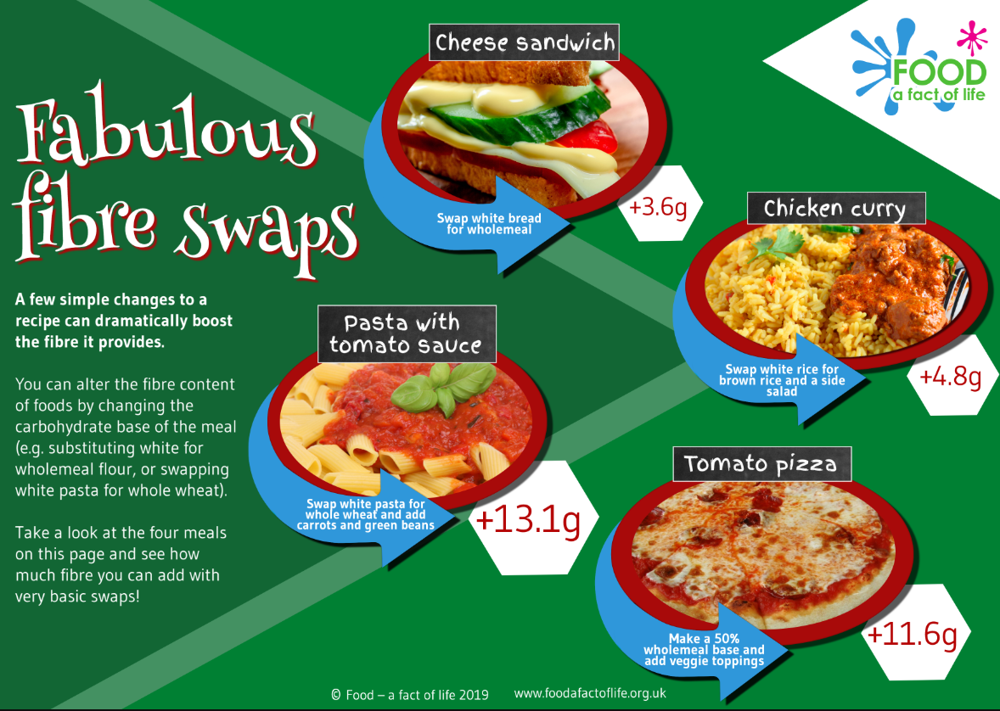 Fabulous
fibre swaps
A few simple changes to a
recipe can dramatically boost
the fibre it provides.
You can alter the fibre content
of foods by changing the
carbohydrate base of the meal
(e.g. substituting white for
wholemeal flour, or swapping
white pasta for whole wheat).
Take a look at the four meals
on this page and see how
much fibre you can add with
very basic swaps!
Cheese sandwich
Swap white bread
for wholemeal
+3.6g
FOOD
a fact of life
Chicken curry
Swap white rice for
brown rice and a side
salad
+4.8g
Pasta with
tomato sauce
Swap white pasta for
whole wheat and add
carrots and green beans
+13.1g
Tomato pizza
Make a 50%
wholemeal base and
add veggie toppings
+11.6g
© Food – a fact of life 2019 www.foodafactoflife.org.uk